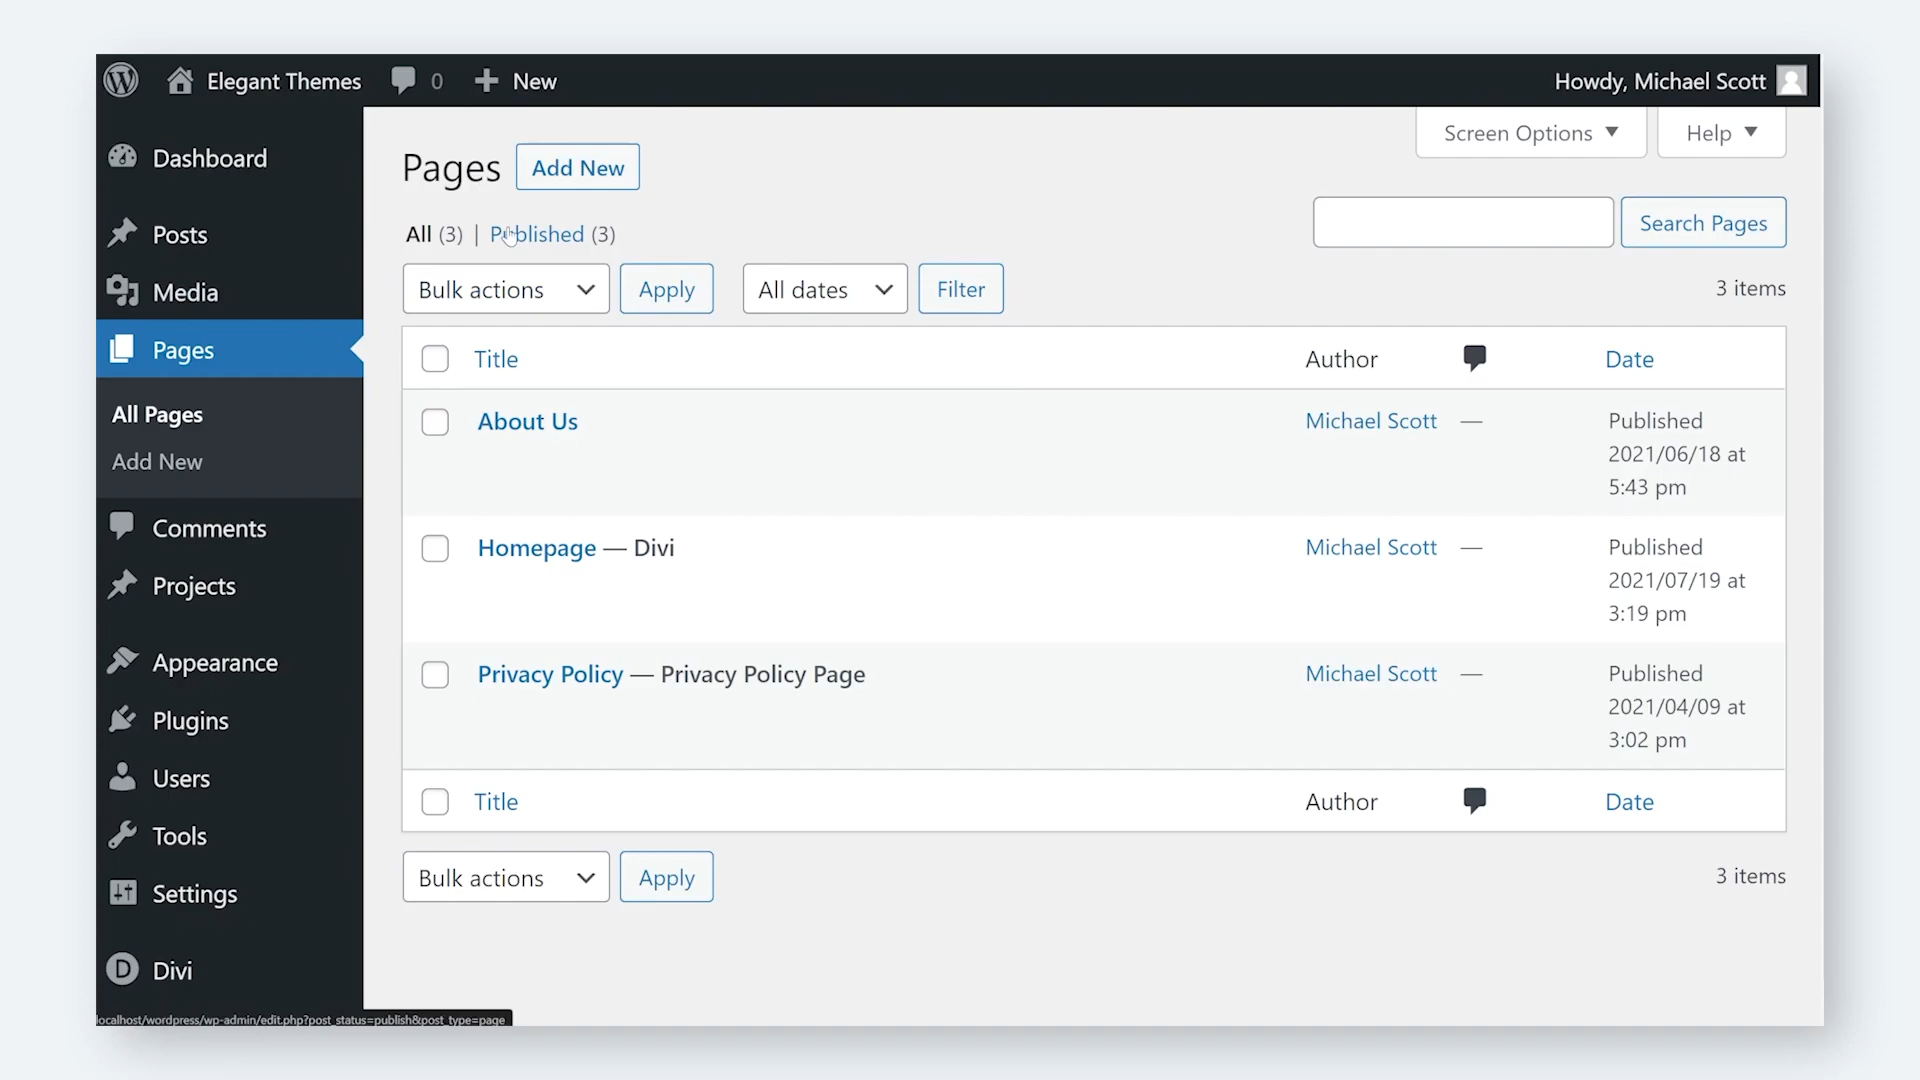 Elegant Themes 0 New Howdy, Michael Scott
Screen Options Help
Dashboard
Posts
Media
Pages
All Pages
Add New
Comments
Projects
Appearance
Plugins
Users
Tools
Settings
D Divi
Pages Add New
All (3) | Published (3)
Search Pages
Bulk actions Apply All dates Filter 3 items
Title Author Date
About Us Michael Scott — Published
2021/06/18 at
5:43 pm
Homepage — Divi Michael Scott — Published
2021/07/19 at
3:19 pm
Privacy Policy — Privacy Policy Page Michael Scott — Published
2021/04/09 at
3:02 pm
Title Author Date
Bulk actions Apply 3 items
localhost/wordpress/wp-admin/edit.php?post_status=publish&post_type=page